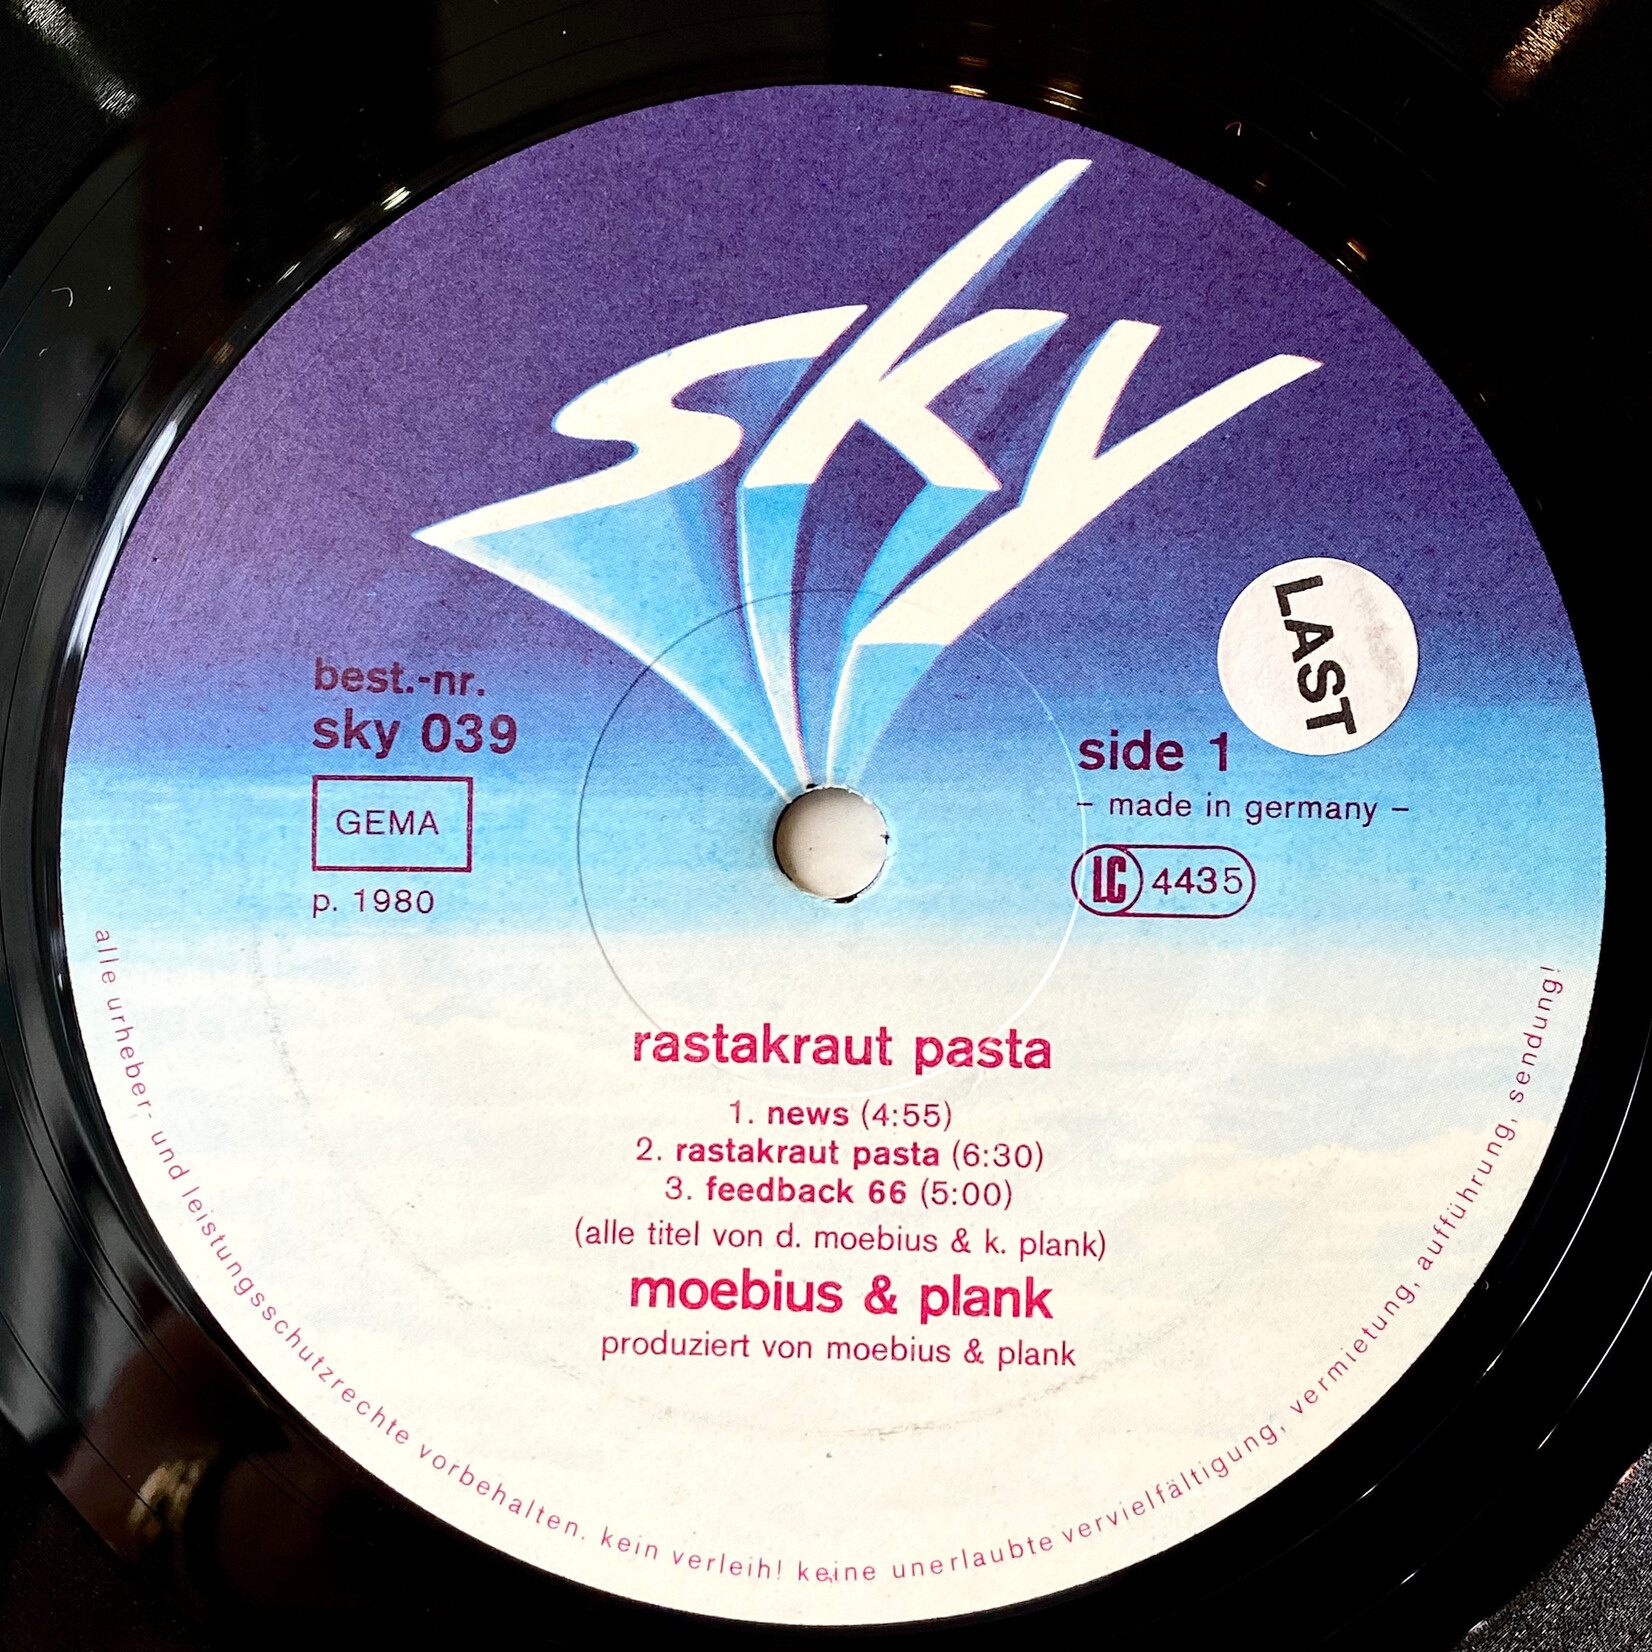 sky
LAST
best.-nr.
sky 039
GEMA
p. 1980
side 1
– made in germany –
LC 4435
rastakraut pasta
1. news (4:55)
2. rastakraut pasta (6:30)
3. feedback 66 (5:00)
(alle titel von d. moebius & k. plank)
moebius & plank
produziert von moebius & plank
alle urheber- und leistungsschutzrechte vorbehalten. kein verleih! keine unerlaubte vervielfältigung, vermietung, aufführung, sendung!